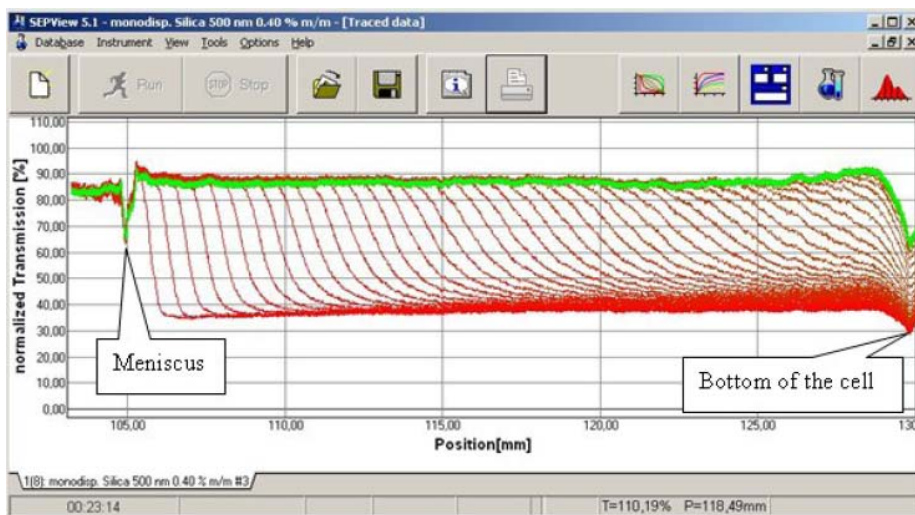 SEPView 5.1 - monodisp. Silica 500 nm 0.40 % m/m - [Traced data]
Database Instrument View Tools Options Help
Run STOP Stop
110,00
100,00
90,00
80,00
70,00
60,00
50,00
40,00
30,00
20,00
10,00
0,00
normalized Transmission [%]
Meniscus
Bottom of the cell
105,00 110,00 115,00 120,00 125,00 130
Position[mm]
1(8): monodisp. Silica 500 nm 0.40 % m/m #3
00:23:14 T=110,19% P=118,49mm